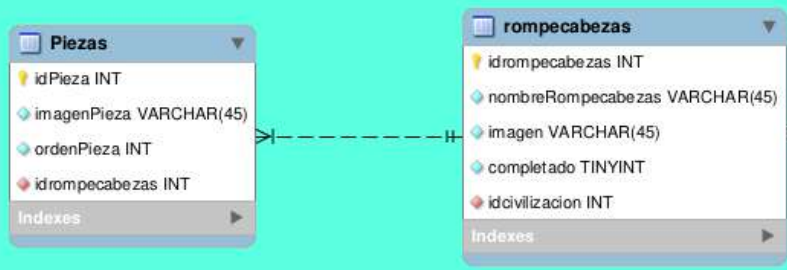 Piezas
idPieza INT
imagenPieza VARCHAR(45)
ordenPieza INT
idrompecabezas INT
Indexes
rompecabezas
idrompecabezas INT
nombreRompecabezas VARCHAR(45)
imagen VARCHAR(45)
completado TINYINT
idcivilizacion INT
Indexes